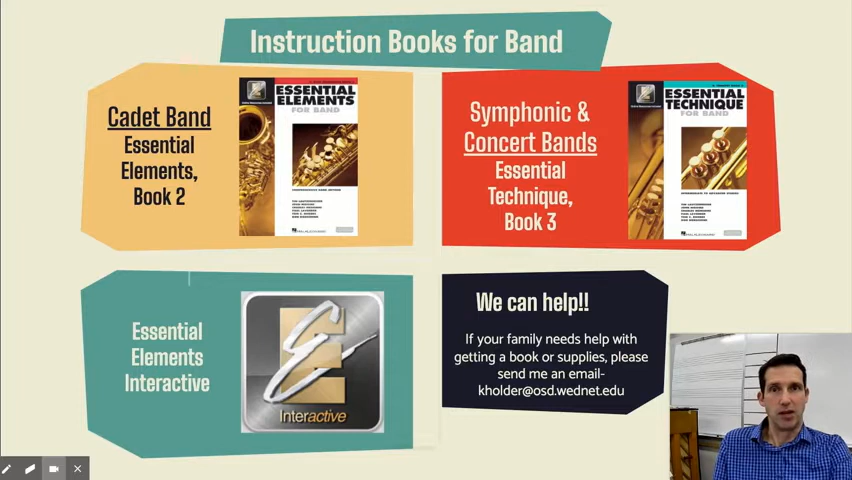 Instruction Books for Band
Cadet Band
Essential
Elements,
Book 2
ESSENTIAL
ELEMENTS
FOR BAND
Symphonic &
Concert Bands
Essential
Technique,
Book 3
ESSENTIAL
TECHNIQUE
FOR BAND
Essential
Elements
Interactive
E
Interactive
We can help!!
If your family needs help with
getting a book or supplies, please
send me an email-
kholder@osd.wednet.edu